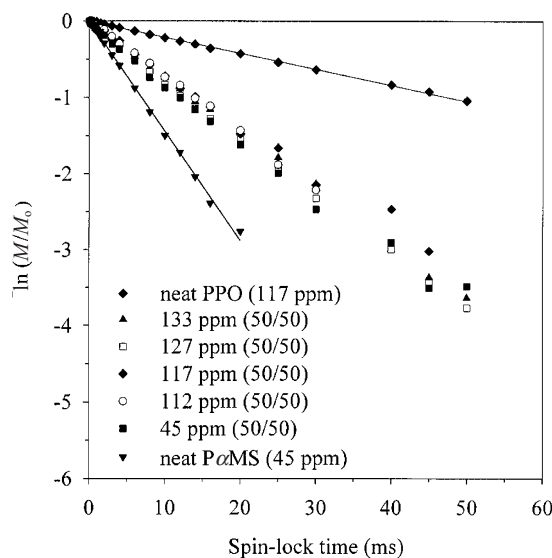 -0
-1
-2
-3
-4
-5
-6
‾ln (M/Mo)
neat PPO (117 ppm)
133 ppm (50/50)
127 ppm (50/50)
117 ppm (50/50)
112 ppm (50/50)
45 ppm (50/50)
neat PαMS (45 ppm)
0 10 20 30 40 50 60
Spin-lock time (ms)